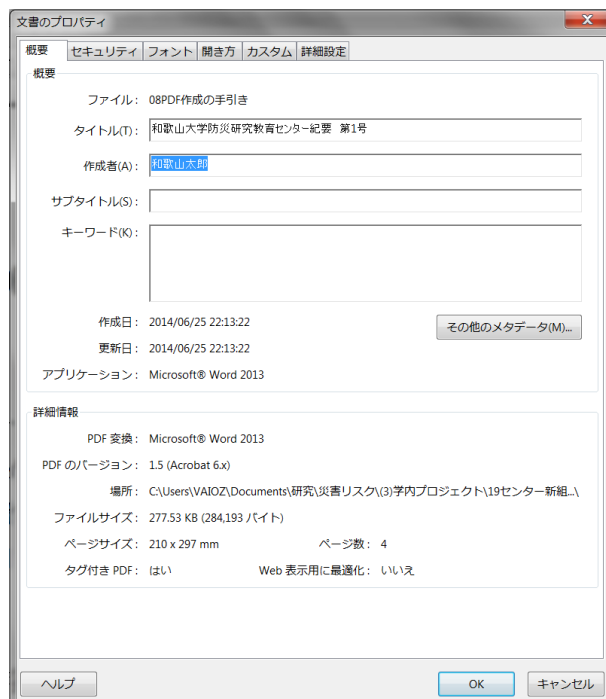 文書のプロパティ
概要 セキュリティ フォント 開き方 カスタム 詳細設定
概要
ファイル： 08PDF作成の手引き
タイトル(T)： 和歌山大学防災研究教育センター紀要 第1号
作成者(A)： 和歌山太郎
サブタイトル(S)：
キーワード(K)：
作成日： 2014/06/25 22:13:22
その他のメタデータ(M)...
更新日： 2014/06/25 22:13:22
アプリケーション： Microsoft® Word 2013
詳細情報
PDF 変換： Microsoft® Word 2013
PDF のバージョン： 1.5 (Acrobat 6.x)
場所： C:\Users\VAIOZ\Documents\研究\災害リスク\(3)学内プロジェクト\19センター新組...\
ファイルサイズ： 277.53 KB (284,193 バイト)
ページサイズ： 210 x 297 mm ページ数： 4
タグ付き PDF： はい Web 表示用に最適化： いいえ
ヘルプ OK キャンセル